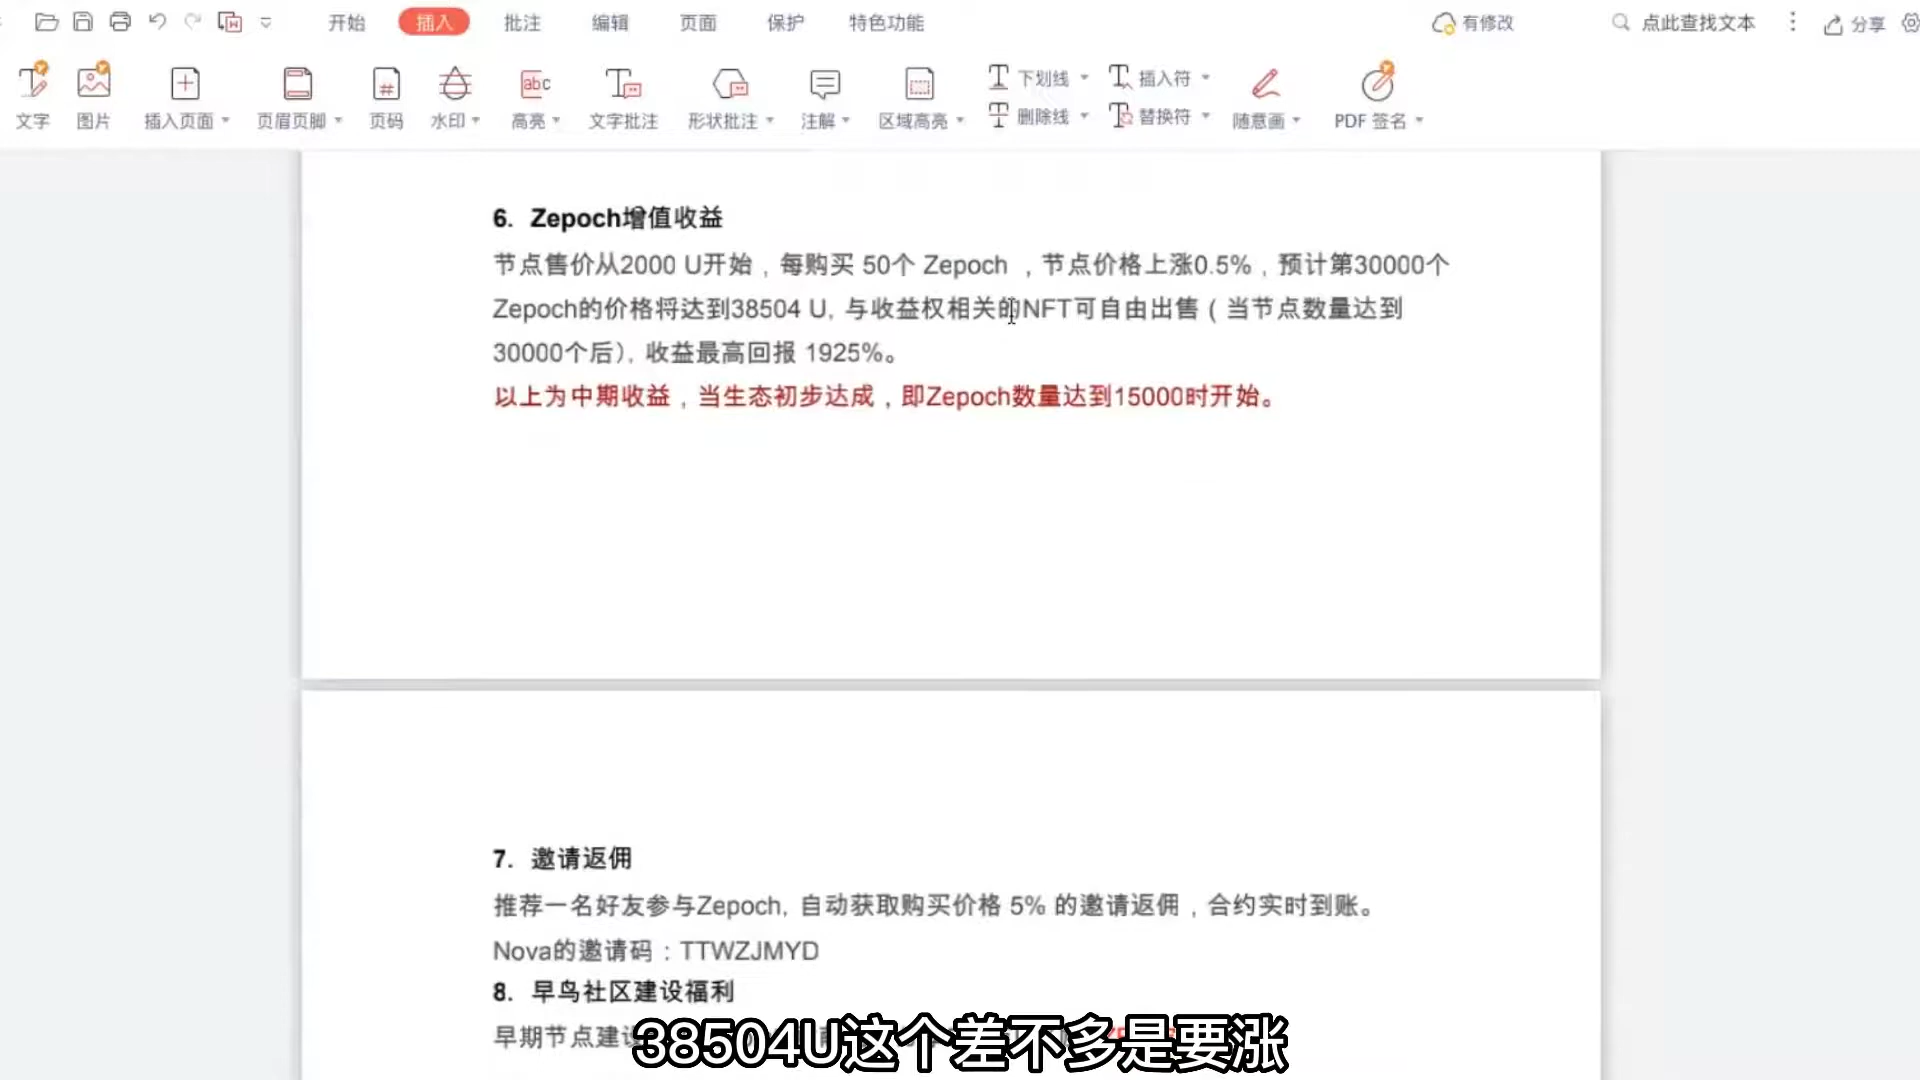 开始 插入 批注 编辑 页面 保护 特色功能 有修改 点此查找文本 分享
下划线 插入符
文字 图片 插入页面 页眉页脚 页码 水印 高亮 文字批注 形状批注 注解 区域高亮 删除线 替换符 随意画 PDF 签名
6. Zepoch增值收益
节点售价从2000 U开始，每购买 50个 Zepoch ，节点价格上涨0.5%，预计第30000个
Zepoch的价格将达到38504 U, 与收益权相关的NFT可自由出售（当节点数量达到
30000个后), 收益最高回报 1925%。
以上为中期收益，当生态初步达成，即Zepoch数量达到15000时开始。
7. 邀请返佣
推荐一名好友参与Zepoch, 自动获取购买价格 5% 的邀请返佣，合约实时到账。
Nova的邀请码：TTWZJMYD
8. 早鸟社区建设福利
早期节点建设
38504U这个差不多是要涨